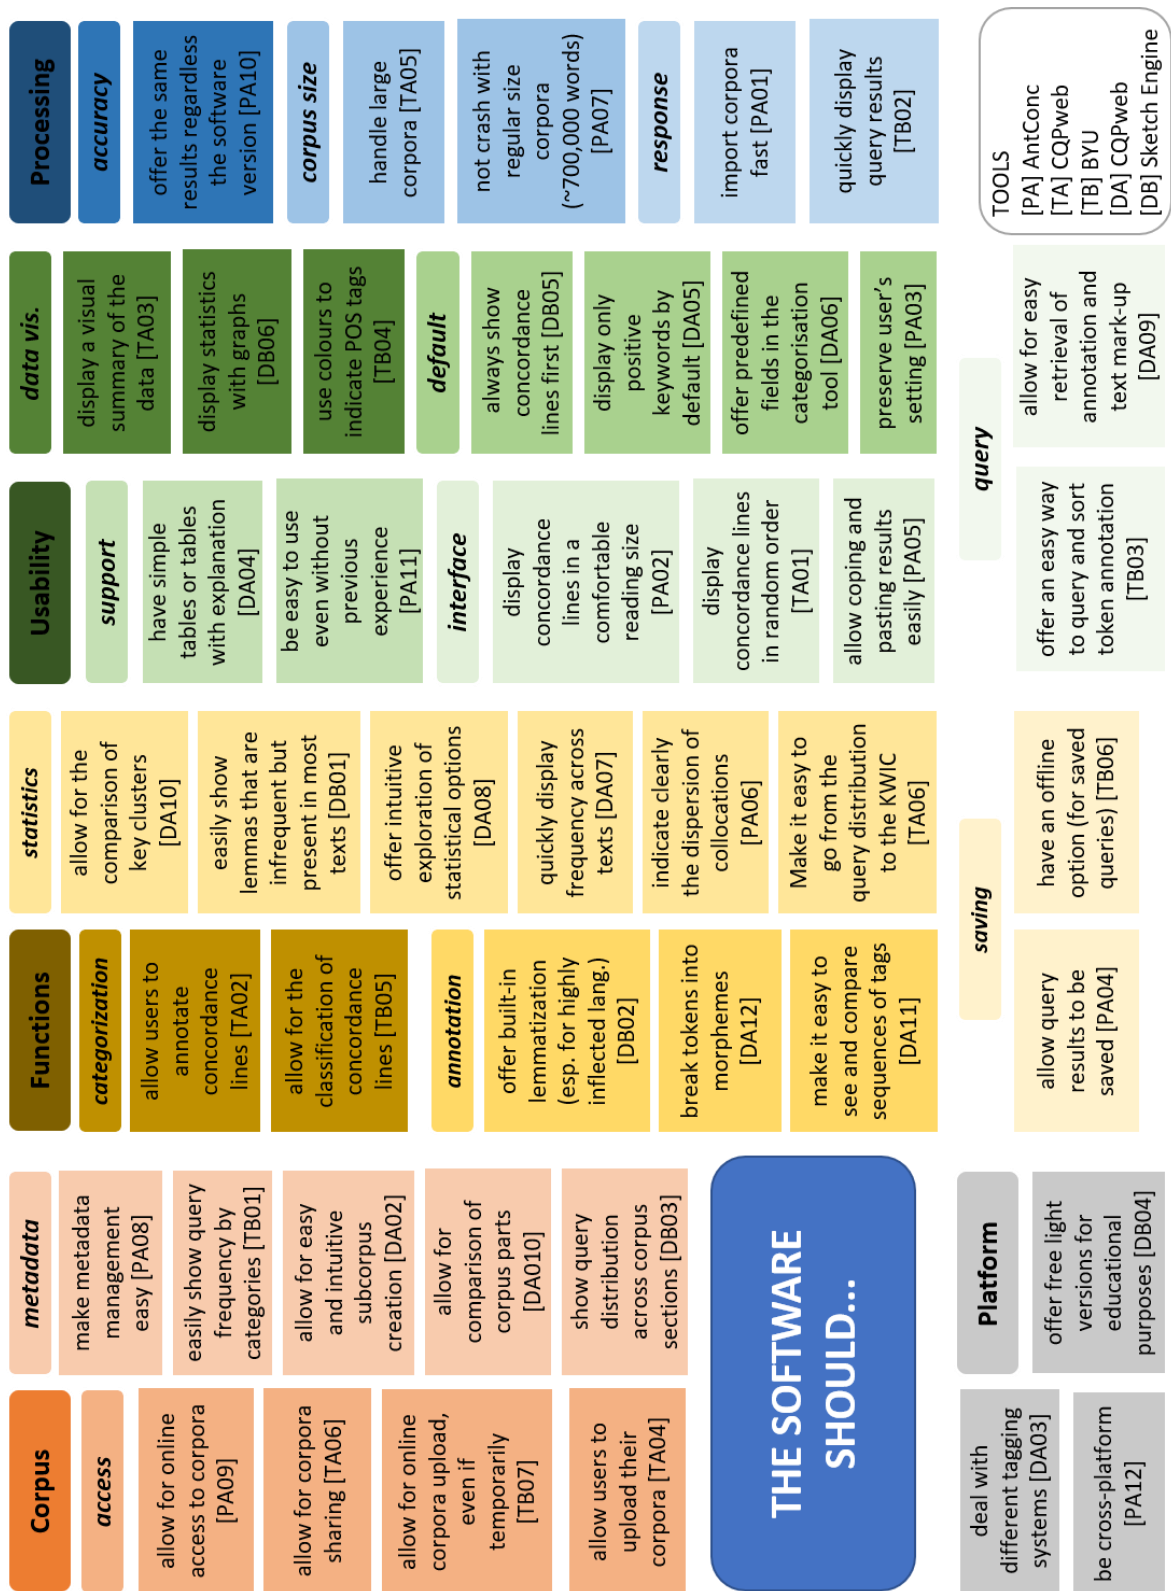 Corpus
access
allow for online
access to corpora
[PA09]
allow for corpora
sharing [TA06]
allow for online
corpora upload,
even if
temporarily
[TB07]
allow users to
upload their
corpora [TA04]
metadata
make metadata
management
easy [PA08]
easily show query
frequency by
categories [TB01]
allow for easy
and intuitive
subcorpus
creation [DA02]
allow for
comparison of
corpus parts
[DA010]
show query
distribution
across corpus
sections [DB03]
Functions
categorization
allow users to
annotate
concordance
lines [TA02]
allow for the
classification of
concordance
lines [TB05]
annotation
offer built-in
lemmatization
(esp. for highly
inflected lang.)
[DB02]
break tokens into
morphemes
[DA12]
make it easy to
see and compare
sequences of tags
[DA11]
statistics
allow for the
comparison of
key clusters
[DA10]
easily show
lemmas that are
infrequent but
present in most
texts [DB01]
offer intuitive
exploration of
statistical options
[DA08]
quickly display
frequency across
texts [DA07]
indicate clearly
the dispersion of
collocations
[PA06]
Make it easy to
go from the
query distribution
to the KWIC
[TA06]
saving
allow query
results to be
saved [PA04]
have an offline
option (for saved
queries) [TB06]
Usability
support
have simple
tables or tables
with explanation
[DA04]
be easy to use
even without
previous
experience
[PA11]
interface
display
concordance
lines in a
comfortable
reading size
[PA02]
display
concordance lines
in random order
[TA01]
allow coping and
pasting results
easily [PA05]
data vis.
display a visual
summary of the
data [TA03]
display statistics
with graphs
[DB06]
use colours to
indicate POS tags
[TB04]
default
always show
concordance
lines first [DB05]
display only
positive
keywords by
default [DA05]
offer predefined
fields in the
categorisation
tool [DA06]
preserve user's
setting [PA03]
query
offer an easy way
to query and sort
token annotation
[TB03]
allow for easy
retrieval of
annotation and
text mark-up
[DA09]
Processing
accuracy
offer the same
results regardless
the software
version [PA10]
corpus size
handle large
corpora [TA05]
not crash with
regular size
corpora
(~700,000 words)
[PA07]
response
import corpora
fast [PA01]
quickly display
query results
[TB02]
THE SOFTWARE
SHOULD...
Platform
deal with
different tagging
systems [DA03]
be cross-platform
[PA12]
offer free light
versions for
educational
purposes [DB04]
TOOLS
[PA] AntConc
[TA] CQPweb
[TB] BYU
[DA] CQPweb
[DB] Sketch Engine